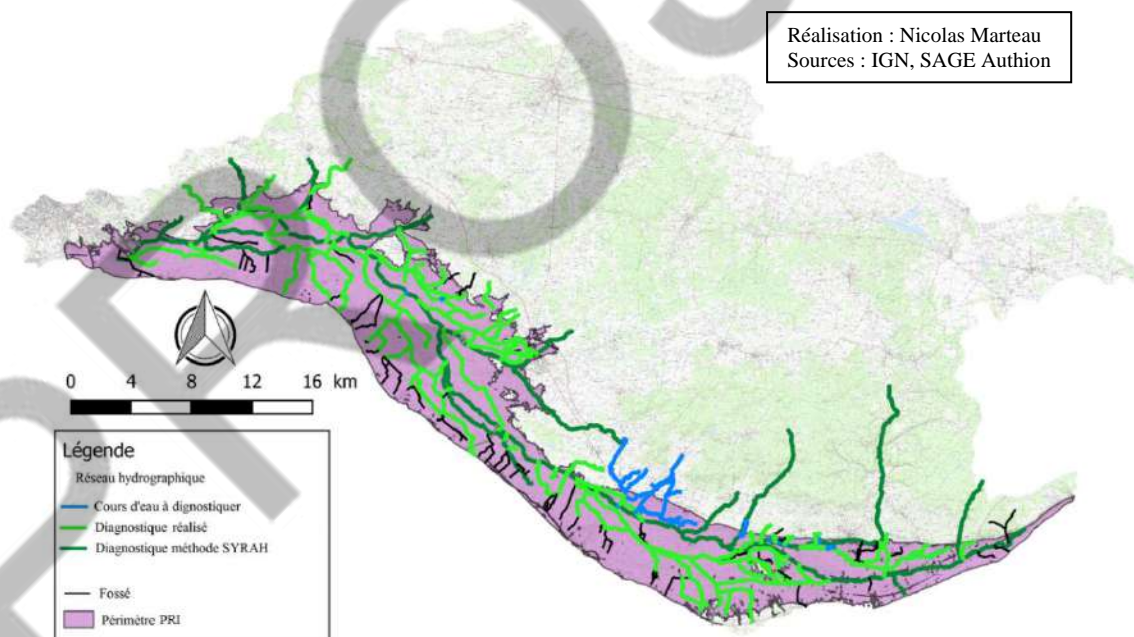 Réalisation : Nicolas Marteau
Sources : IGN, SAGE Authion
0 4 8 12 16 km
Légende
Réseau hydrographique
Cours d'eau à dignostiquer
Diagnostique réalisé
Diagnostique méthode SYRAH
Fossé
Périmètre PRI